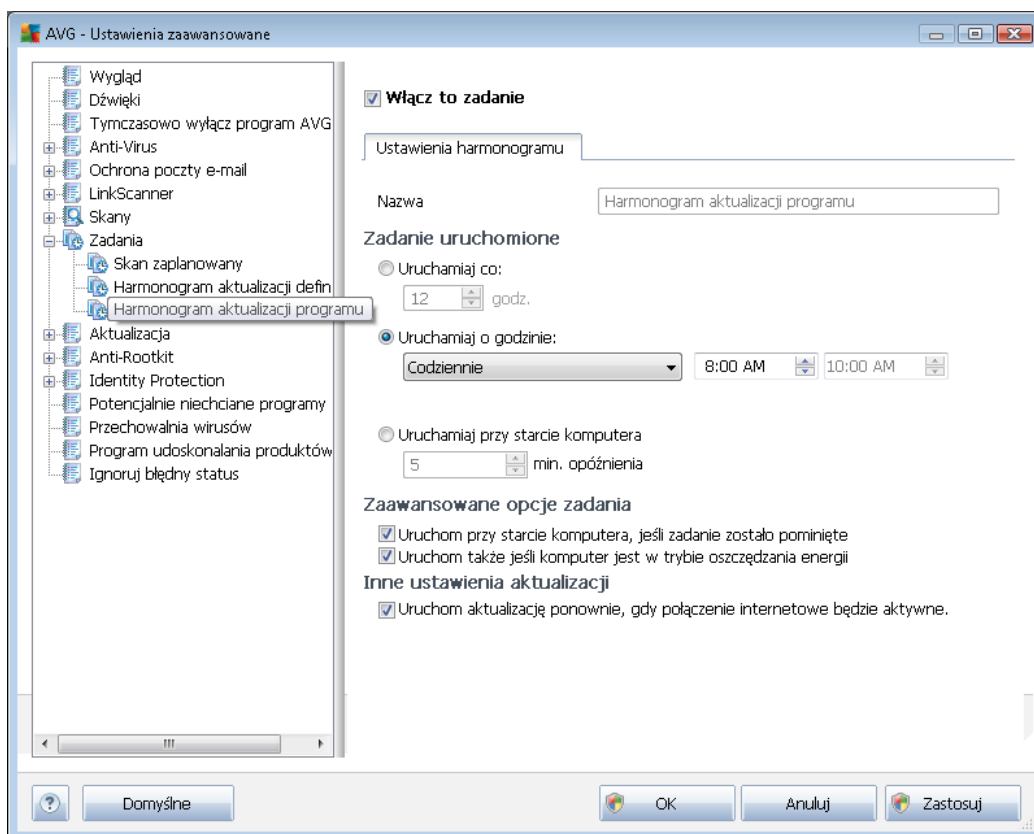 AVG - Ustawienia zaawansowane
Wygląd
Dźwięki
Tymczasowo wyłącz program AVG
Anti-Virus
Ochrona poczty e-mail
LinkScanner
Skany
Zadania
Skan zaplanowany
Harmonogram aktualizacji defin
Harmonogram aktualizacji programu
Aktualizacja
Anti-Rootkit
Identity Protection
Potencjalnie niechciane programy
Przechowalnia wirusów
Program udoskonalania produktów
Ignoruj błędny status
Włącz to zadanie
Ustawienia harmonogramu
Nazwa Harmonogram aktualizacji programu
Zadanie uruchomione
Uruchamiaj co:
12 godz.
Uruchamiaj o godzinie:
Codziennie 8:00 AM 10:00 AM
Uruchamiaj przy starcie komputera
5 min. opóźnienia
Zaawansowane opcje zadania
Uruchom przy starcie komputera, jeśli zadanie zostało pominięte
Uruchom także jeśli komputer jest w trybie oszczędzania energii
Inne ustawienia aktualizacji
Uruchom aktualizację ponownie, gdy połączenie internetowe będzie aktywne.
? Domyślne OK Anuluj Zastosuj